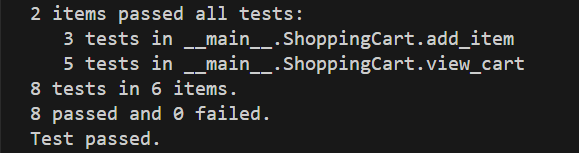 2 items passed all tests:
   3 tests in __main__.ShoppingCart.add_item
   5 tests in __main__.ShoppingCart.view_cart
8 tests in 6 items.
8 passed and 0 failed.
Test passed.